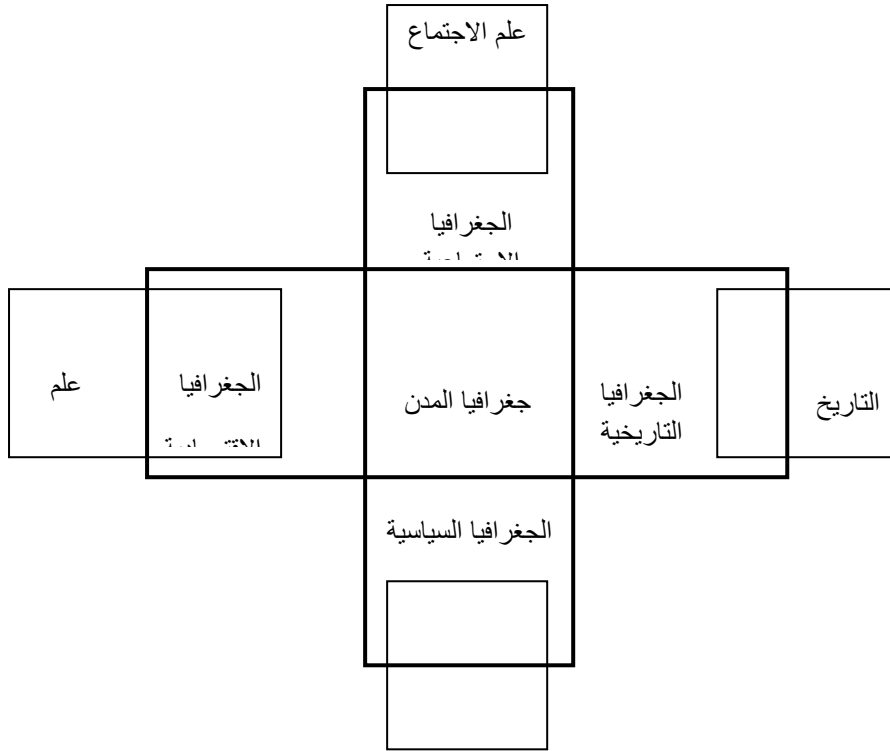 علم الاجتماع
الجغرافيا
التاريخ
الجغرافيا
التاريخية
جغرافيا المدن
الجغرافيا
علم
الجغرافيا السياسية